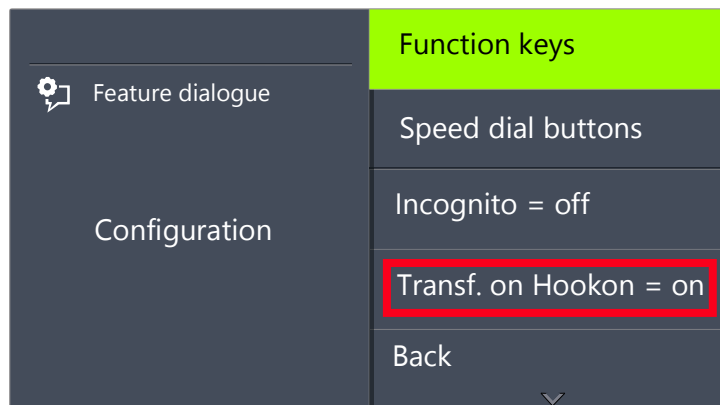 Feature dialogue
Configuration
Function keys
Speed dial buttons
Incognito = off
Transf. on Hookon = on
Back